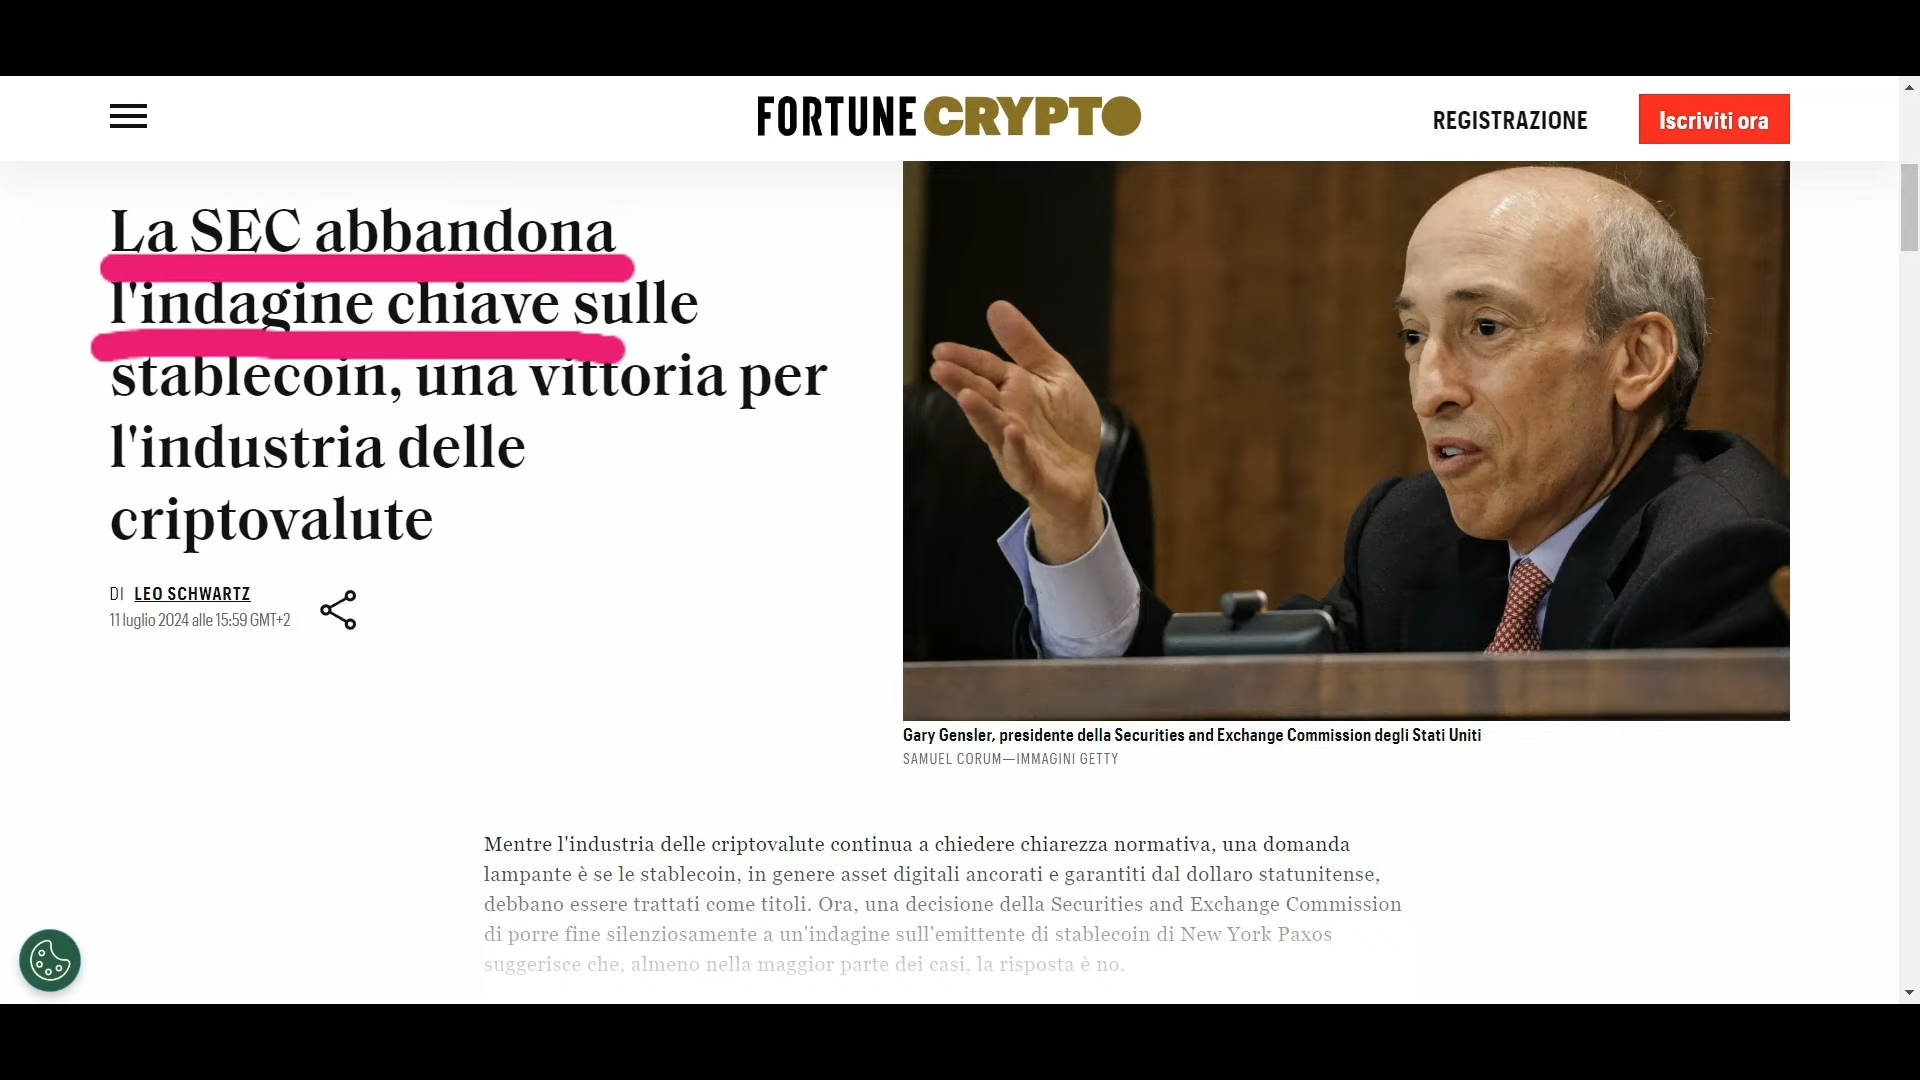 FORTUNE CRYPTO
REGISTRAZIONE
Iscriviti ora
La SEC abbandona
l'indagine chiave sulle
stablecoin, una vittoria per
l'industria delle
criptovalute
DI LEO SCHWARTZ
11 luglio 2024 alle 15:59 GMT+2
Gary Gensler, presidente della Securities and Exchange Commission degli Stati Uniti
SAMUEL CORUM—IMMAGINI GETTY
Mentre l'industria delle criptovalute continua a chiedere chiarezza normativa, una domanda
lampante è se le stablecoin, in genere asset digitali ancorati e garantiti dal dollaro statunitense,
debbano essere trattati come titoli. Ora, una decisione della Securities and Exchange Commission
di porre fine silenziosamente a un'indagine sull'emittente di stablecoin di New York Paxos
suggerisce che, almeno nella maggior parte dei casi, la risposta è no.